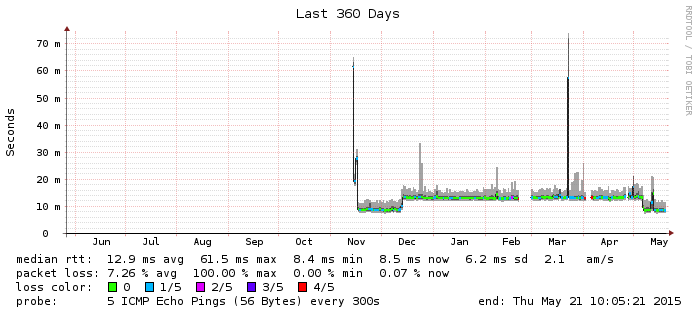 Last 360 Days
RRDTOOL / TOBI OETIKER
Seconds
70 m
60 m
50 m
40 m
30 m
20 m
10 m
0
Jun Jul Aug Sep Oct Nov Dec Jan Feb Mar Apr May
median rtt: 12.9 ms avg 61.5 ms max 8.4 ms min 8.5 ms now 6.2 ms sd 2.1 am/s
packet loss: 7.26 % avg 100.00 % max 0.00 % min 0.07 % now
loss color: 0 1/5 2/5 3/5 4/5
probe: 5 ICMP Echo Pings (56 Bytes) every 300s end: Thu May 21 10:05:21 2015